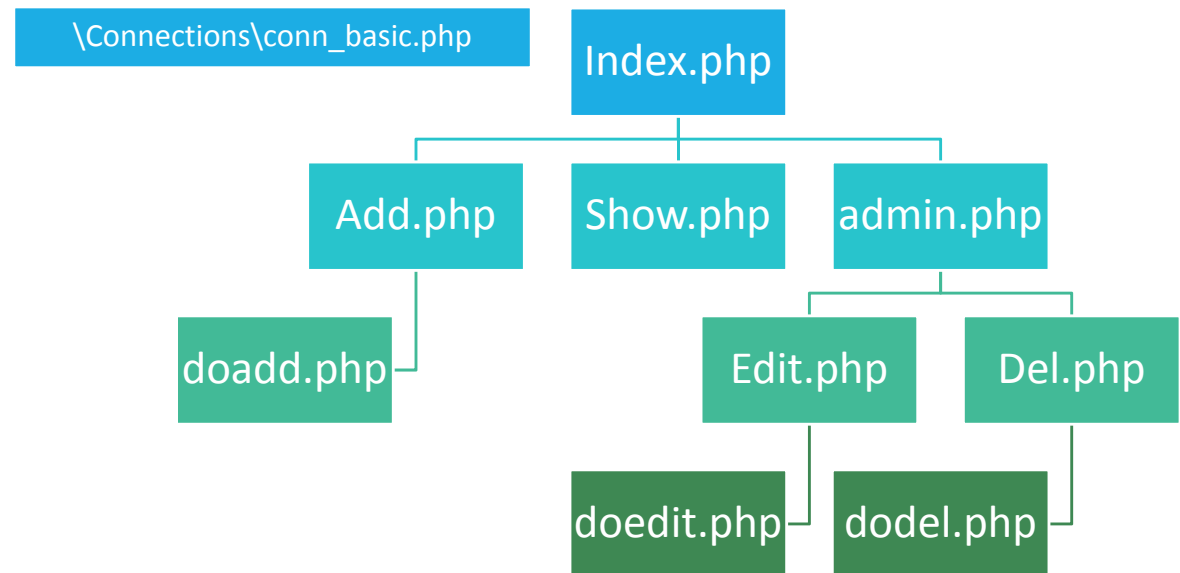 \Connections\conn_basic.php
Index.php
Add.php
Show.php
admin.php
doadd.php
Edit.php
Del.php
doedit.php
dodel.php